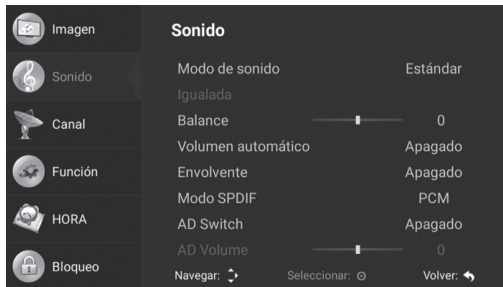 Imagen
Sonido
Canal
Función
HORA
Bloqueo
Sonido
Modo de sonido Estándar
Igualada
Balance 0
Volumen automático Apagado
Envolvente Apagado
Modo SPDIF PCM
AD Switch Apagado
AD Volume 0
Navegar: Seleccionar: Volver: